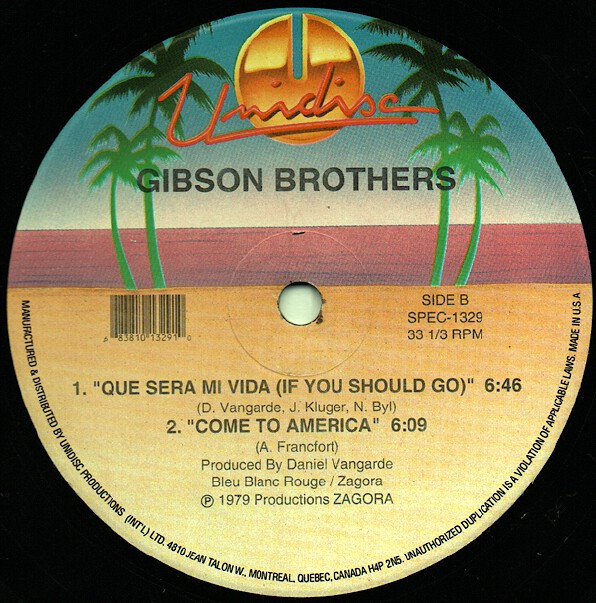 Unidisc
GIBSON BROTHERS
SIDE B
SPEC-1329
33 1/3 RPM
83810 13291 0
1. "QUE SERA MI VIDA (IF YOU SHOULD GO)" 6:46
(D. Vangarde, J. Kluger, N. Byl)
2. "COME TO AMERICA" 6:09
(A. Francfort)
Produced By Daniel Vangarde
Bleu Blanc Rouge / Zagora
℗ 1979 Productions ZAGORA
MANUFACTURED & DISTRIBUTED BY UNIDISC PRODUCTIONS (INT'L) LTD. 4810 JEAN TALON W., MONTREAL, QUEBEC, CANADA H4P 2N5. UNAUTHORIZED DUPLICATION IS A VIOLATION OF APPLICABLE LAWS. MADE IN U.S.A